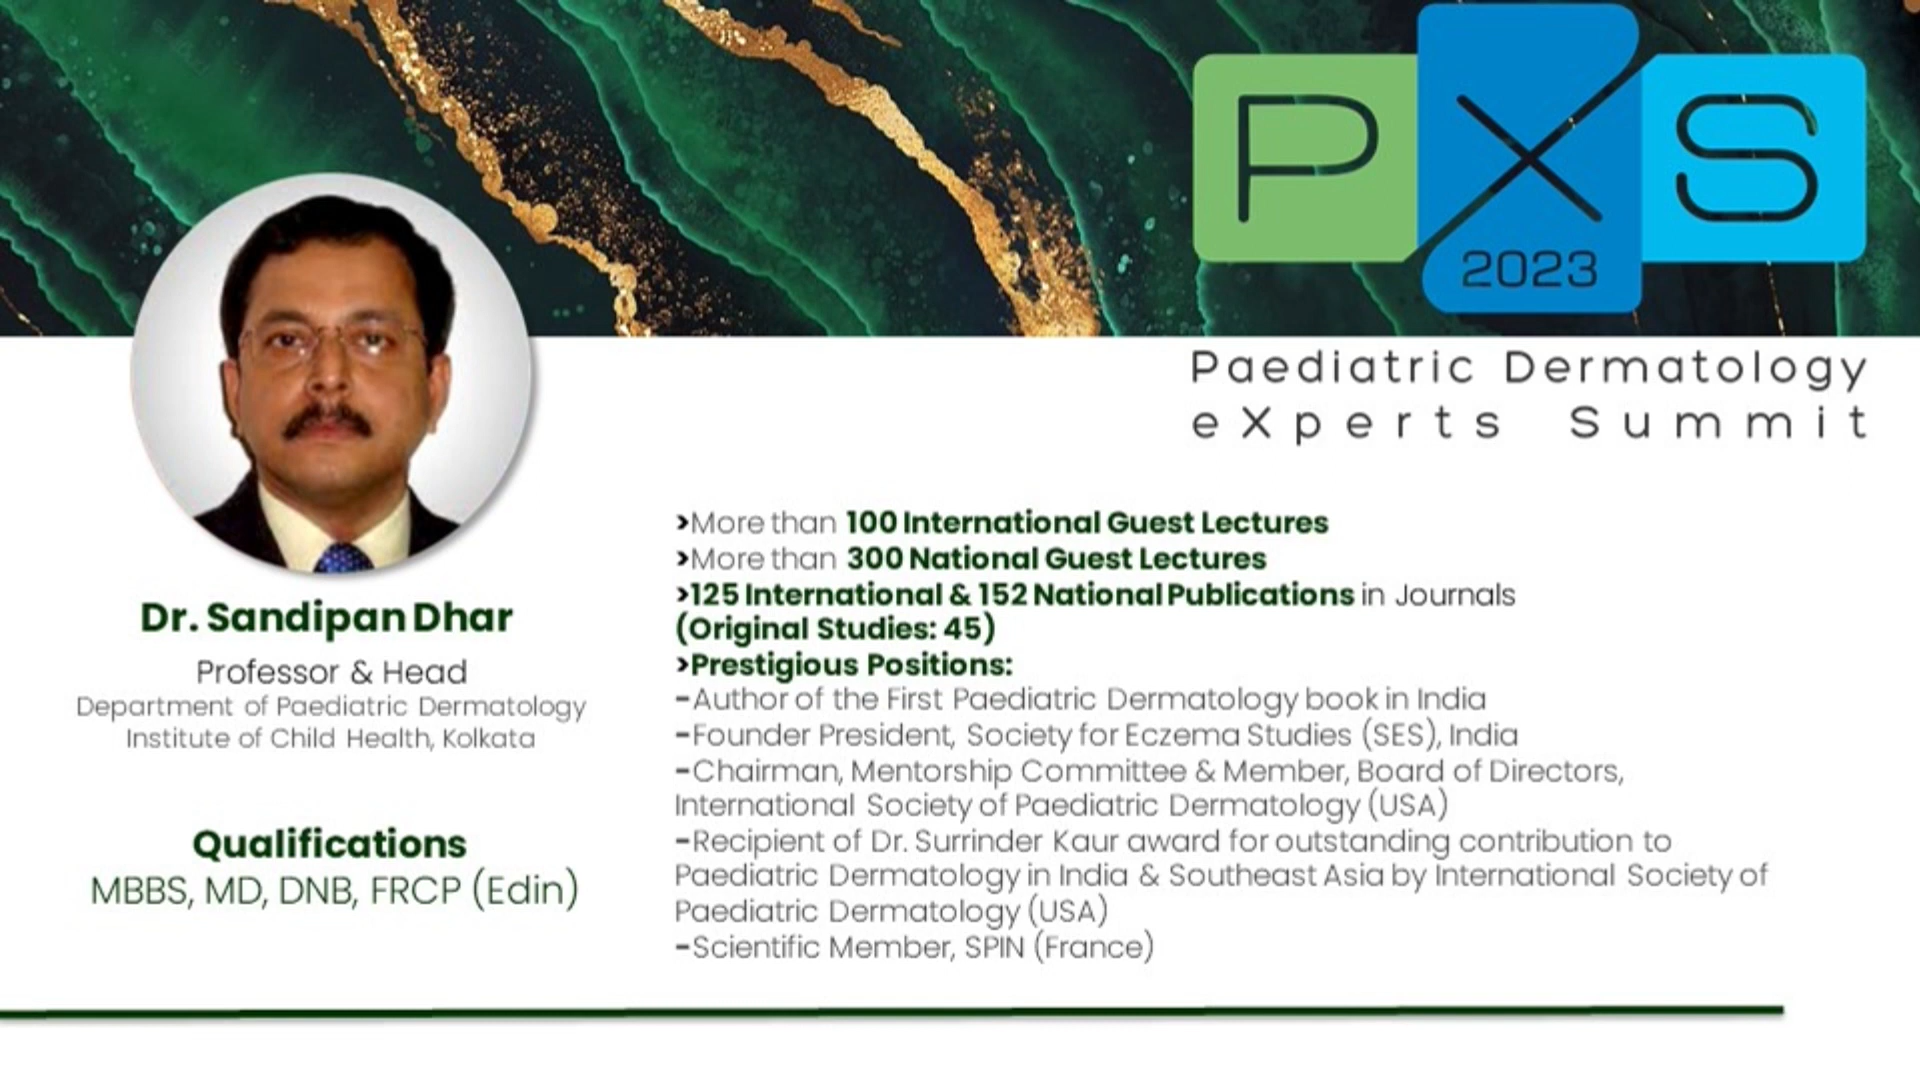 PXS
2023
Paediatric Dermatology
eXperts Summit
Dr. Sandipan Dhar
Professor & Head
Department of Paediatric Dermatology
Institute of Child Health, Kolkata
Qualifications
MBBS, MD, DNB, FRCP (Edin)
>More than 100 International Guest Lectures
>More than 300 National Guest Lectures
>125 International & 152 National Publications in Journals
(Original Studies: 45)
>Prestigious Positions:
-Author of the First Paediatric Dermatology book in India
-Founder President, Society for Eczema Studies (SES), India
-Chairman, Mentorship Committee & Member, Board of Directors,
International Society of Paediatric Dermatology (USA)
-Recipient of Dr. Surrinder Kaur award for outstanding contribution to
Paediatric Dermatology in India & Southeast Asia by International Society of
Paediatric Dermatology (USA)
-Scientific Member, SPIN (France)